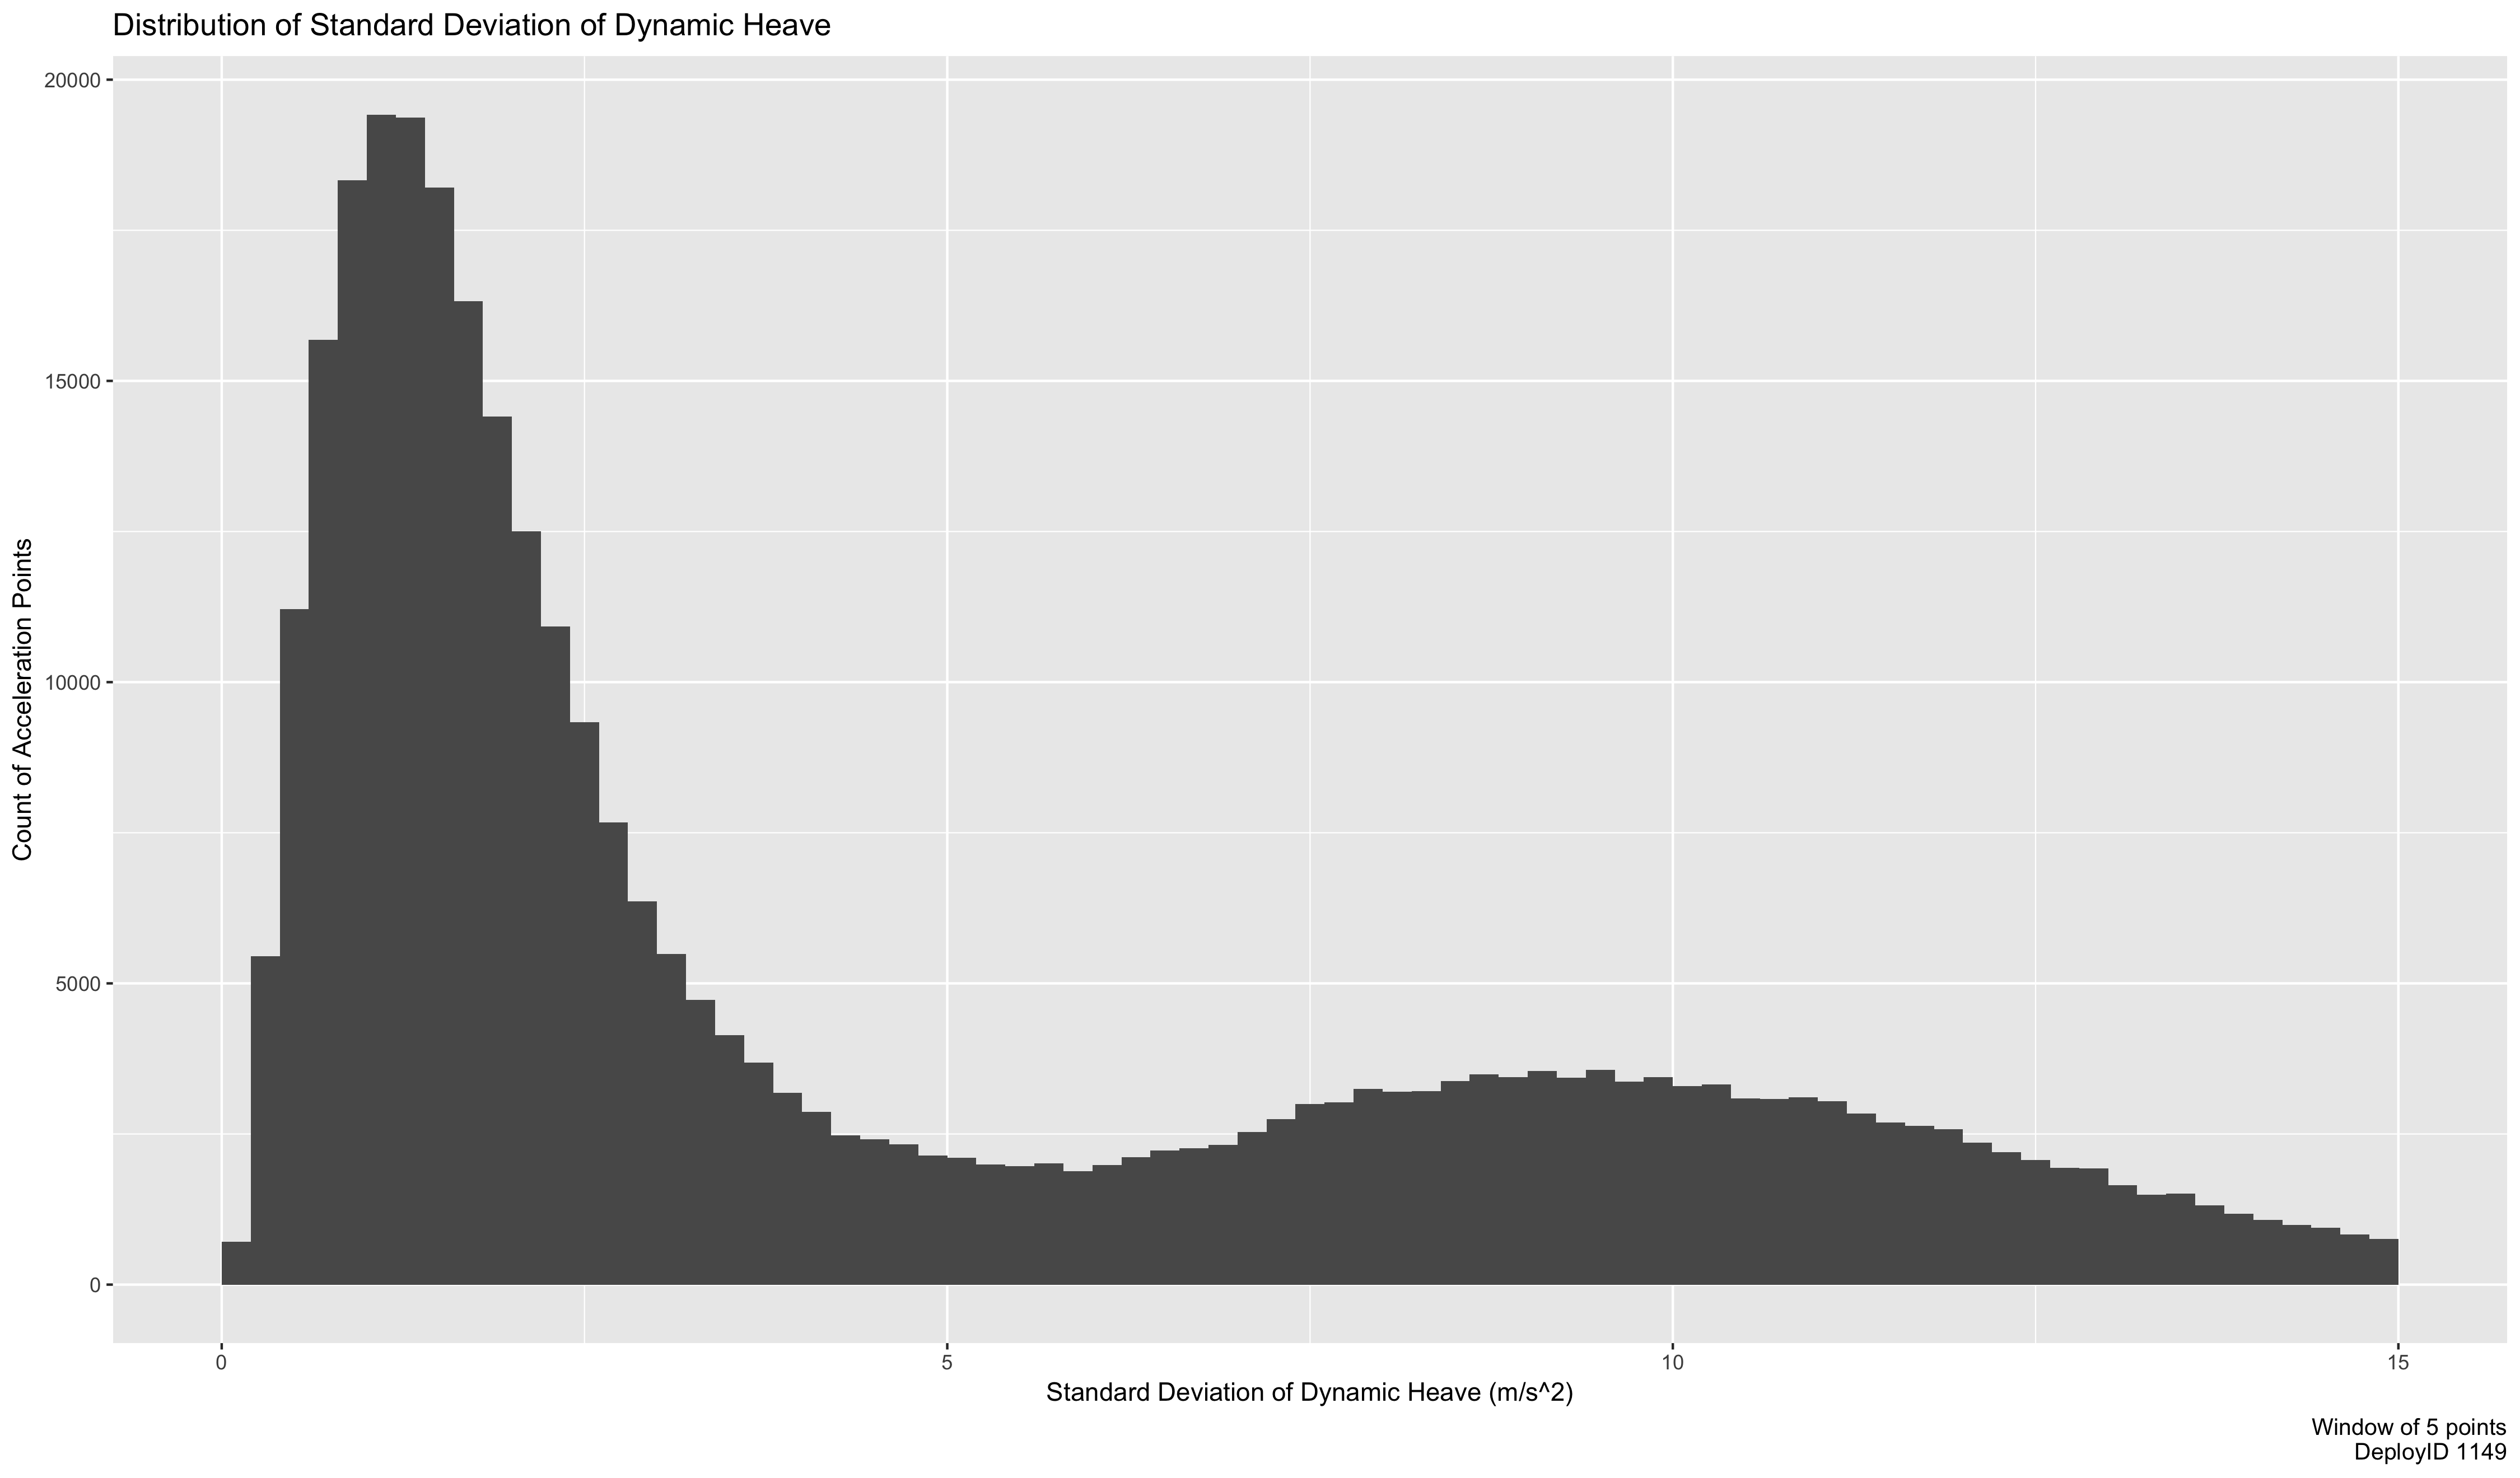 Distribution of Standard Deviation of Dynamic Heave
20000
15000
10000
5000
0
Count of Acceleration Points
0
5
10
15
Standard Deviation of Dynamic Heave (m/s^2)
Window of 5 points
DeployID 1149